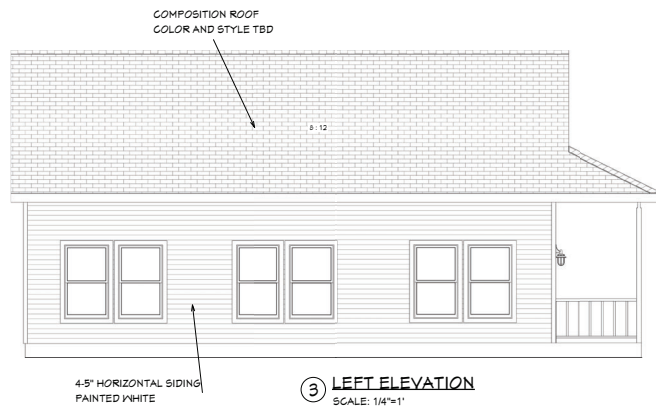 COMPOSITION ROOF
COLOR AND STYLE TBD
8 : 12
4-5" HORIZONTAL SIDING
PAINTED WHITE
3 LEFT ELEVATION
SCALE: 1/4"=1'